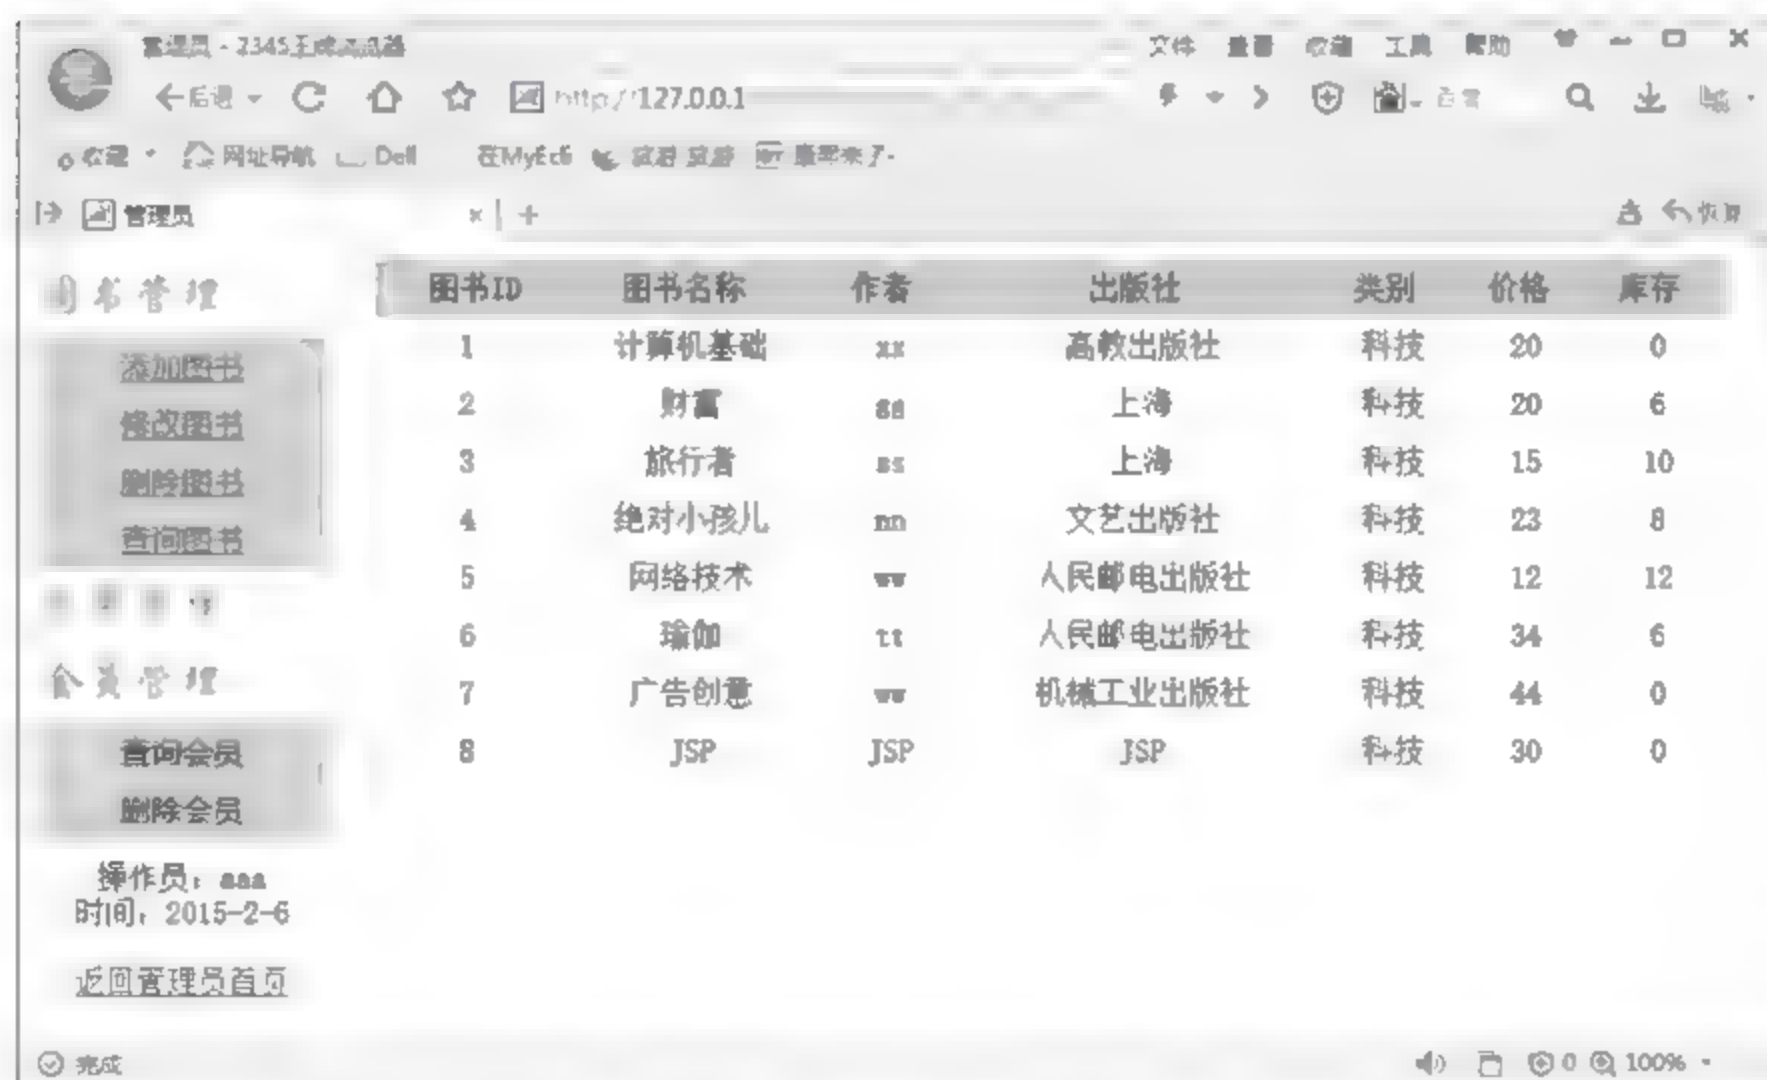 管理员 - 2345王牌浏览器 文件 查看 收藏 工具 帮助
后退 http://127.0.0.1
收藏 网址导航 Dell 在MyEcli
管理员 恢复
图书管理
添加图书
修改图书
删除图书
查询图书
会员管理
查询会员
删除会员
操作员：aaa
时间：2015-2-6
返回管理员首页
图书ID 图书名称 作者 出版社 类别 价格 库存
1 计算机基础 xx 高教出版社 科技 20 0
2 财富 上海 科技 20 6
3 旅行者 上海 科技 15 10
4 绝对小孩儿 nn 文艺出版社 科技 23 8
5 网络技术 ww 人民邮电出版社 科技 12 12
6 瑜伽 tt 人民邮电出版社 科技 34 6
7 广告创意 ww 机械工业出版社 科技 44 0
8 JSP JSP JSP 科技 30 0
完成 0 100%